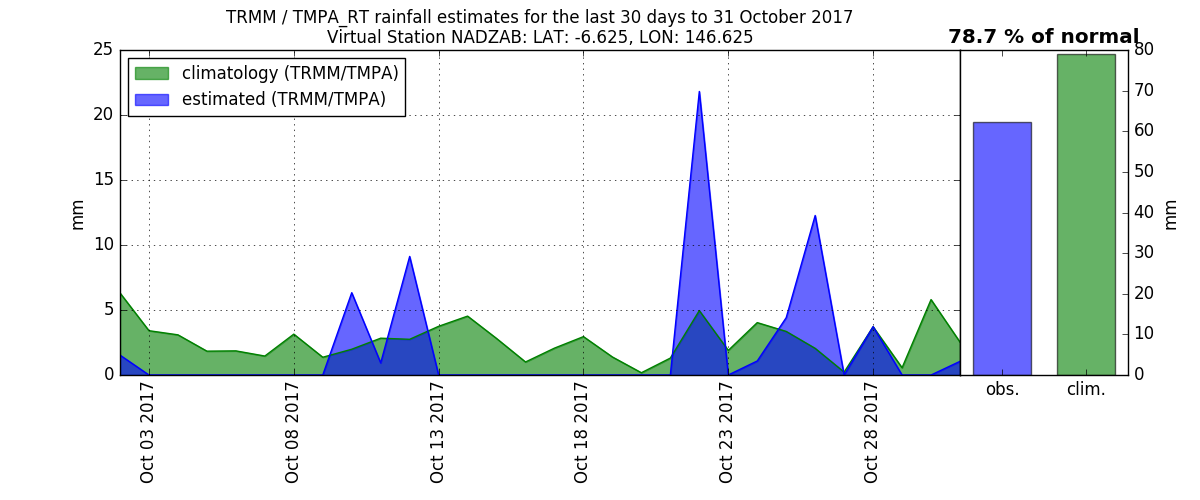 TRMM / TMPA_RT rainfall estimates for the last 30 days to 31 October 2017
Virtual Station NADZAB: LAT: -6.625, LON: 146.625
78.7 % of normal
climatology (TRMM/TMPA)
estimated (TRMM/TMPA)
25
20
15
10
5
0
mm
Oct 03 2017
Oct 08 2017
Oct 13 2017
Oct 18 2017
Oct 23 2017
Oct 28 2017
obs.
clim.
80
70
60
50
40
30
20
10
0
mm